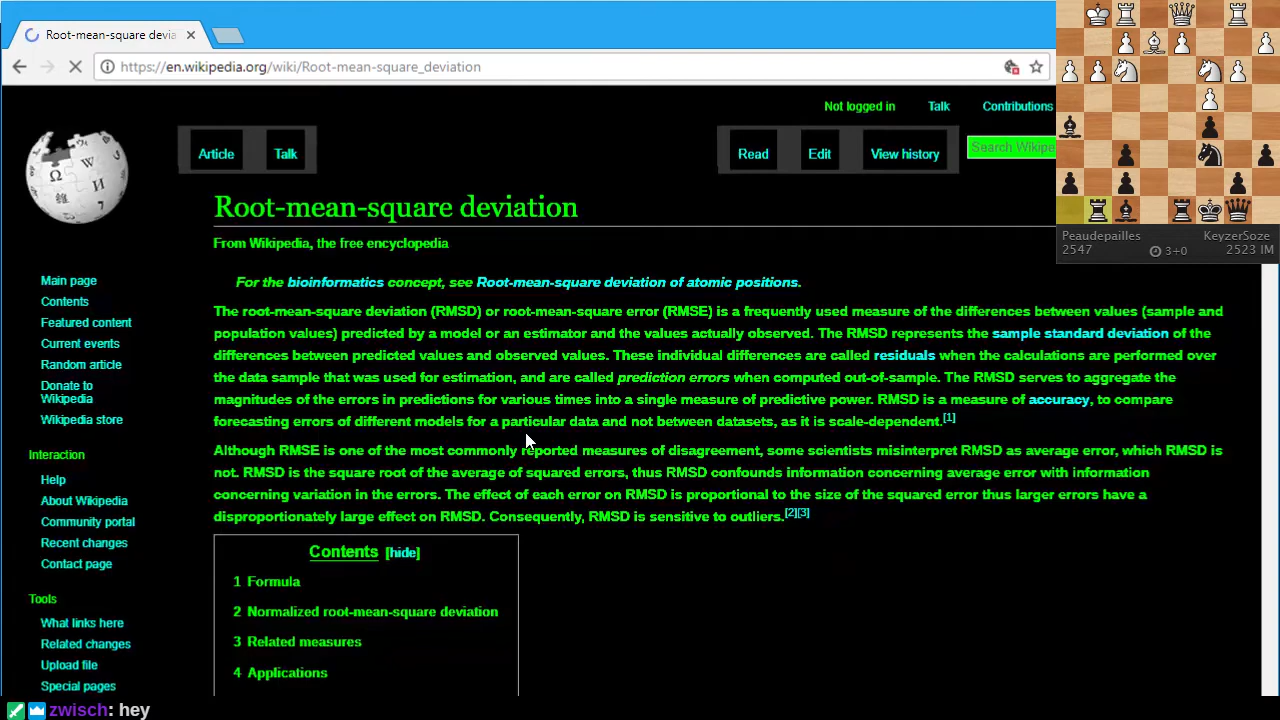 Root-mean-square devia
https://en.wikipedia.org/wiki/Root-mean-square_deviation
Not logged in Talk Contributions
Article Talk Read Edit View history Search Wikipe
Root-mean-square deviation
From Wikipedia, the free encyclopedia
For the bioinformatics concept, see Root-mean-square deviation of atomic positions.
The root-mean-square deviation (RMSD) or root-mean-square error (RMSE) is a frequently used measure of the differences between values (sample and
population values) predicted by a model or an estimator and the values actually observed. The RMSD represents the sample standard deviation of the
differences between predicted values and observed values. These individual differences are called residuals when the calculations are performed over
the data sample that was used for estimation, and are called prediction errors when computed out-of-sample. The RMSD serves to aggregate the
magnitudes of the errors in predictions for various times into a single measure of predictive power. RMSD is a measure of accuracy, to compare
forecasting errors of different models for a particular data and not between datasets, as it is scale-dependent.[1]
Although RMSE is one of the most commonly reported measures of disagreement, some scientists misinterpret RMSD as average error, which RMSD is
not. RMSD is the square root of the average of squared errors, thus RMSD confounds information concerning average error with information
concerning variation in the errors. The effect of each error on RMSD is proportional to the size of the squared error thus larger errors have a
disproportionately large effect on RMSD. Consequently, RMSD is sensitive to outliers.[2][3]
Contents [hide]
1 Formula
2 Normalized root-mean-square deviation
3 Related measures
4 Applications
Main page
Contents
Featured content
Current events
Random article
Donate to
Wikipedia
Wikipedia store
Interaction
Help
About Wikipedia
Community portal
Recent changes
Contact page
Tools
What links here
Related changes
Upload file
Special pages
Peaudepailles KeyzerSoze
2547 3+0 2523 IM
zwisch: hey